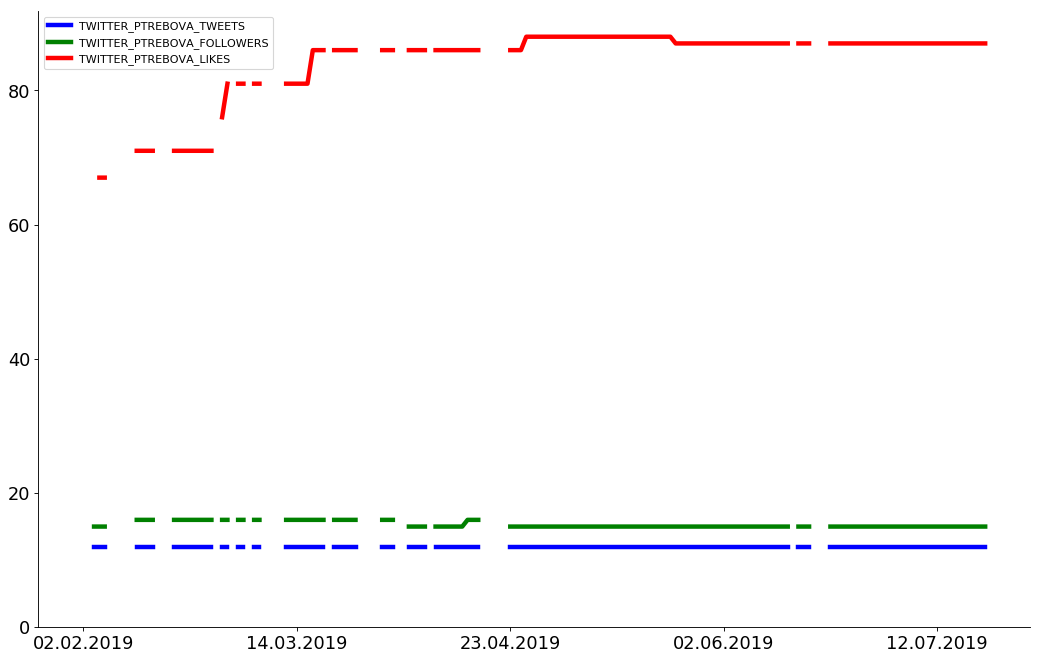 TWITTER_PTREBOVA_TWEETS
TWITTER_PTREBOVA_FOLLOWERS
TWITTER_PTREBOVA_LIKES
80
60
40
20
0
02.02.2019 14.03.2019 23.04.2019 02.06.2019 12.07.2019